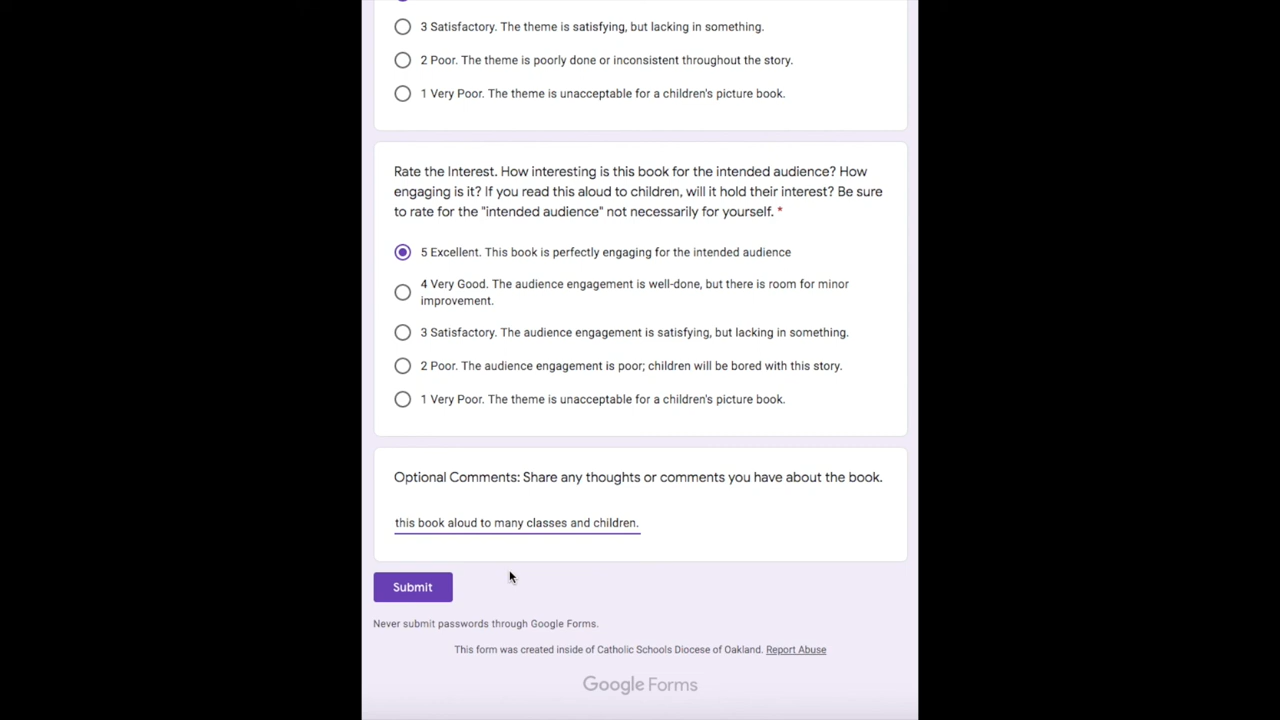 3 Satisfactory. The theme is satisfying, but lacking in something.
2 Poor. The theme is poorly done or inconsistent throughout the story.
1 Very Poor. The theme is unacceptable for a children's picture book.
Rate the Interest. How interesting is this book for the intended audience? How
engaging is it? If you read this aloud to children, will it hold their interest? Be sure
to rate for the "intended audience" not necessarily for yourself. *
5 Excellent. This book is perfectly engaging for the intended audience
4 Very Good. The audience engagement is well-done, but there is room for minor
improvement.
3 Satisfactory. The audience engagement is satisfying, but lacking in something.
2 Poor. The audience engagement is poor; children will be bored with this story.
1 Very Poor. The theme is unacceptable for a children's picture book.
Optional Comments: Share any thoughts or comments you have about the book.
this book aloud to many classes and children.
Submit
Never submit passwords through Google Forms.
This form was created inside of Catholic Schools Diocese of Oakland. Report Abuse
Google Forms